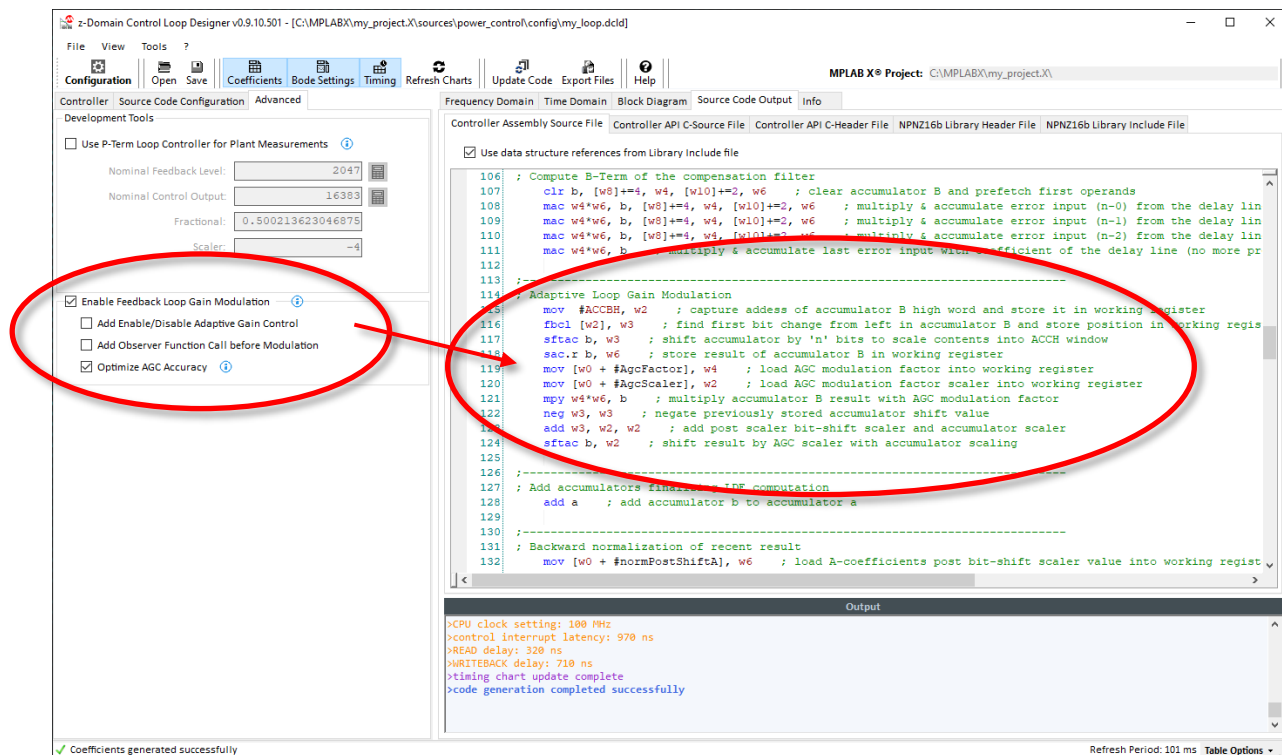 z-Domain Control Loop Designer v0.9.10.501 - [C:\MPLABX\my_project.X\sources\power_control\config\my_loop.dcld]
File View Tools ?
Configuration Open Save Coefficients Bode Settings Timing Refresh Charts Update Code Export Files Help MPLAB X® Project: C:\MPLABX\my_project.X\
Controller Source Code Configuration Advanced
Development Tools
Use P-Term Loop Controller for Plant Measurements
Nominal Feedback Level: 2047
Nominal Control Output: 16383
Fractional: 0.500213623046875
Scaler: -4
Enable Feedback Loop Gain Modulation
Add Enable/Disable Adaptive Gain Control
Add Observer Function Call before Modulation
Optimize AGC Accuracy
Frequency Domain Time Domain Block Diagram Source Code Output Info
Controller Assembly Source File Controller API C-Source File Controller API C-Header File NPNZ16b Library Header File NPNZ16b Library Include File
Use data structure references from Library Include file
106 ; Compute B-Term of the compensation filter
107 clr b, [w8]+=4, w4, [w10]+=2, w6 ; clear accumulator B and prefetch first operands
108 mac w4*w6, b, [w8]+=4, w4, [w10]+=2, w6 ; multiply & accumulate error input (n-0) from the delay lin
109 mac w4*w6, b, [w8]+=4, w4, [w10]+=2, w6 ; multiply & accumulate error input (n-1) from the delay lin
110 mac w4*w6, b, [w8]+=4, w4, [w10]+=2, w6 ; multiply & accumulate error input (n-2) from the delay lin
111 mac w4*w6, b ; multiply & accumulate last error input with coefficient of the delay line (no more pr
112
113 ;------------------------------------------------------------------------------
114 ; Adaptive Loop Gain Modulation
115 mov #ACCBH, w2 ; capture addess of accumulator B high word and store it in working register
116 fbcl [w2], w3 ; find first bit change from left in accumulator B and store position in working regis
117 sftac b, w3 ; shift accumulator by 'n' bits to scale contents into ACCH window
118 sac.r b, w6 ; store result of accumulator B in working register
119 mov [w0 + #AgcFactor], w4 ; load AGC modulation factor into working register
120 mov [w0 + #AgcScaler], w2 ; load AGC modulation factor scaler into working register
121 mpy w4*w6, b ; multiply accumulator B result with AGC modulation factor
122 neg w3, w3 ; negate previously stored accumulator shift value
123 add w3, w2, w2 ; add post scaler bit-shift scaler and accumulator scaler
124 sftac b, w2 ; shift result by AGC scaler with accumulator scaling
125
126 ;------------------------------------------------------------------------------
127 ; Add accumulators finalizing LDE computation
128 add a ; add accumulator b to accumulator a
129
130 ;------------------------------------------------------------------------------
131 ; Backward normalization of recent result
132 mov [w0 + #normPostShiftA], w6 ; load A-coefficients post bit-shift scaler value into working regist
Output
>CPU clock setting: 100 MHz
>control interrupt latency: 970 ns
>READ delay: 320 ns
>WRITEBACK delay: 710 ns
>timing chart update complete
>code generation completed successfully
Coefficients generated successfully
Refresh Period: 101 ms Table Options